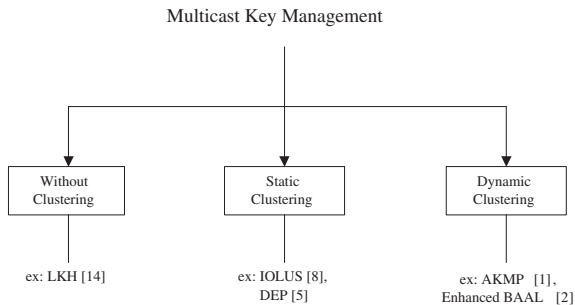 Multicast Key Management
Without
Clustering
Static
Clustering
Dynamic
Clustering
ex: LKH [14]
ex: IOLUS [8],
DEP [5]
ex: AKMP [1],
Enhanced BAAL [2]